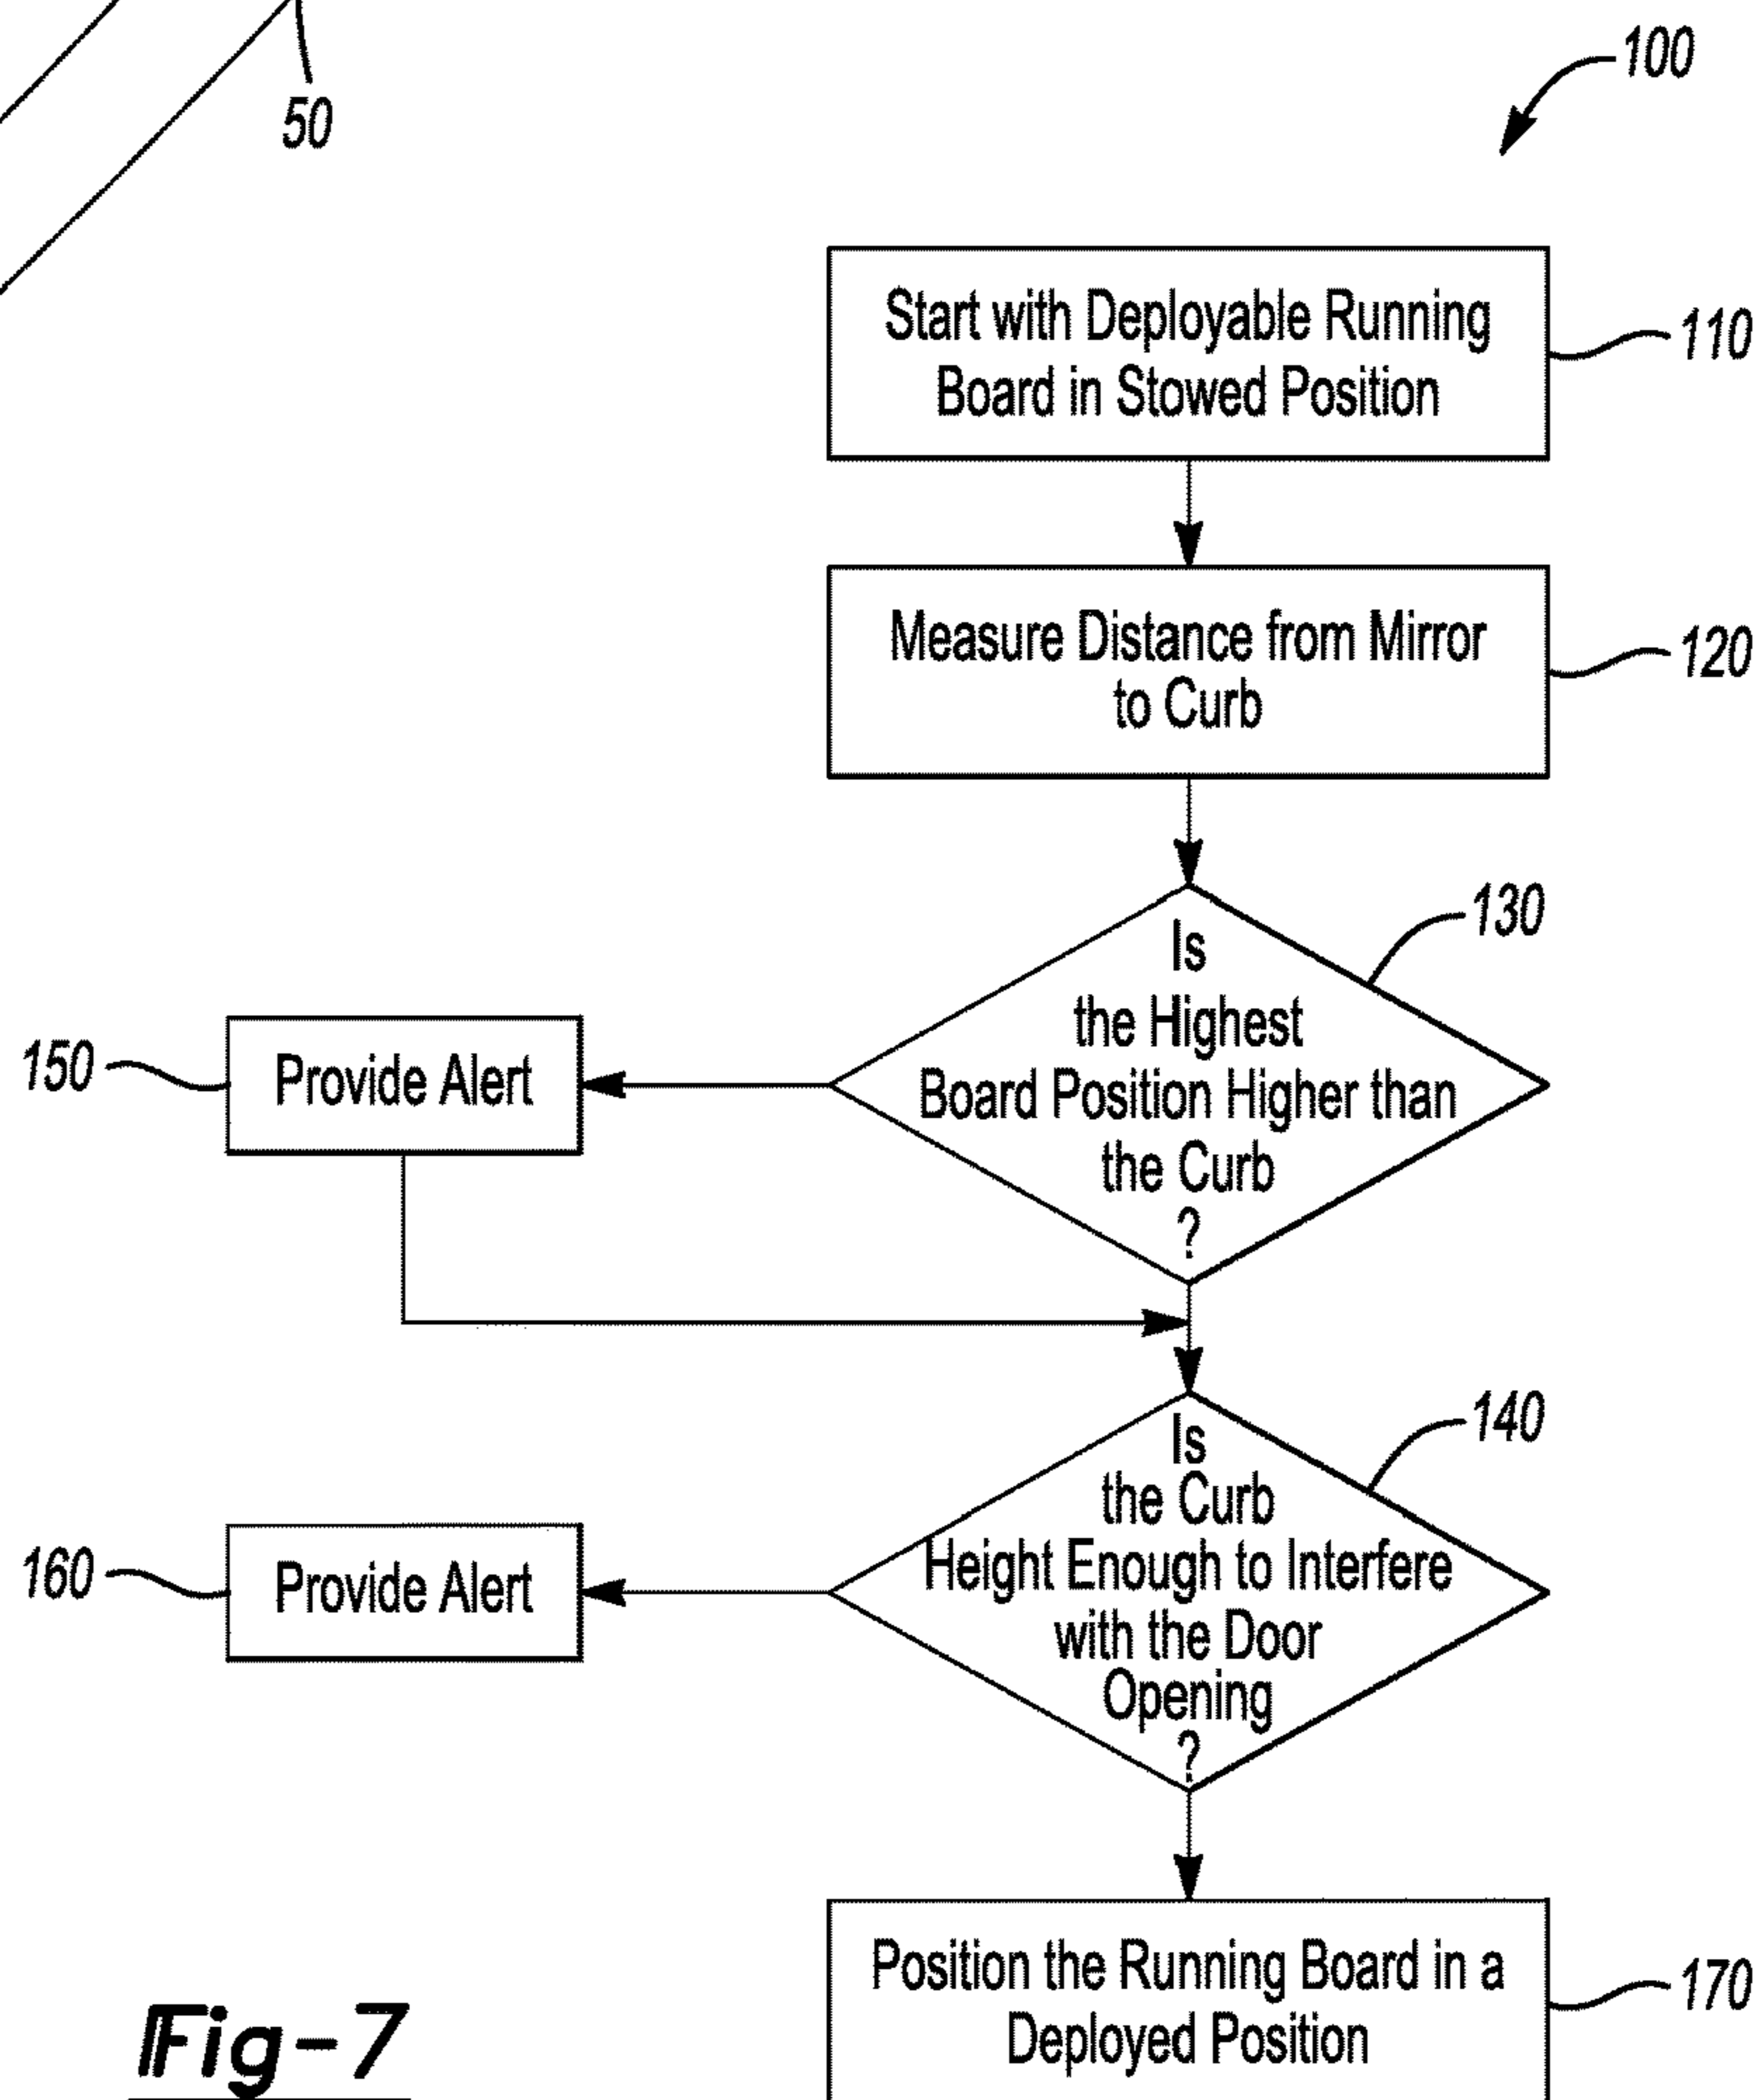 50
100
Start with Deployable Running
Board in Stowed Position
110
Measure Distance from Mirror
to Curb
120
Is
the Highest
Board Position Higher than
the Curb
?
130
150
Provide Alert
Is
the Curb
Height Enough to Interfere
with the Door
Opening
?
140
160
Provide Alert
Position the Running Board in a
Deployed Position
170
Fig-7